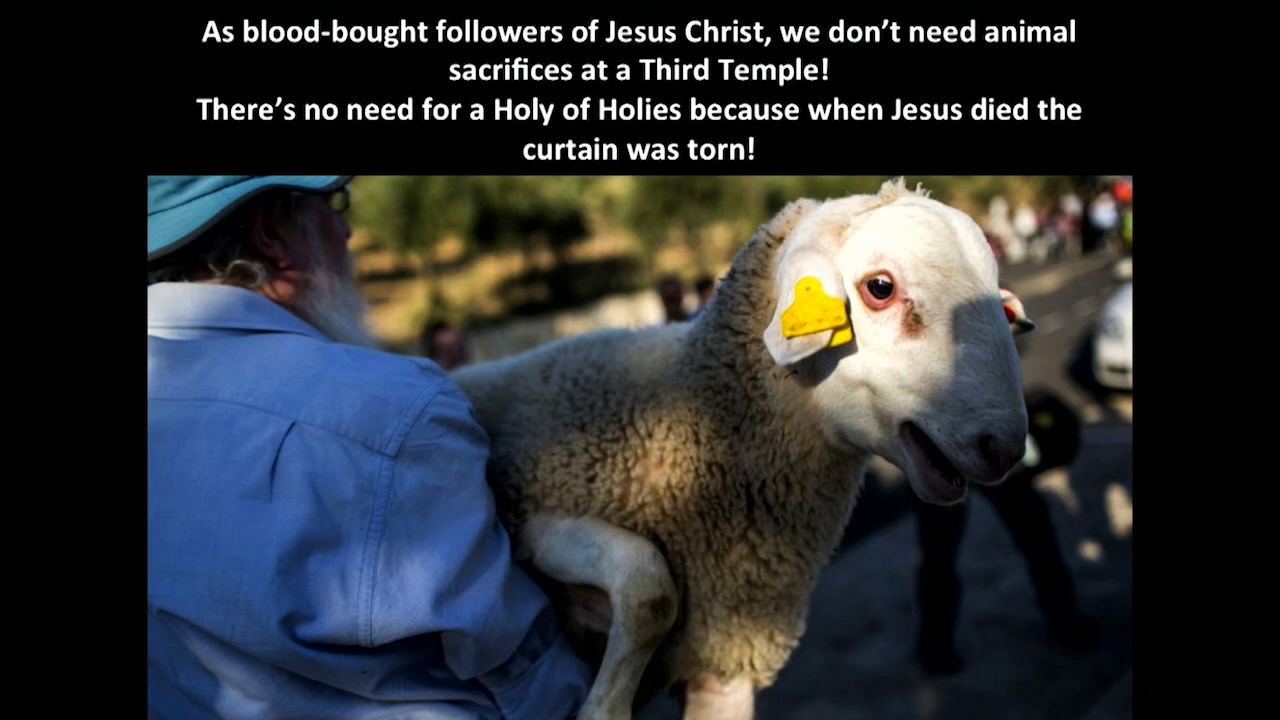 As blood-bought followers of Jesus Christ, we don’t need animal
sacrifices at a Third Temple!
There’s no need for a Holy of Holies because when Jesus died the
curtain was torn!